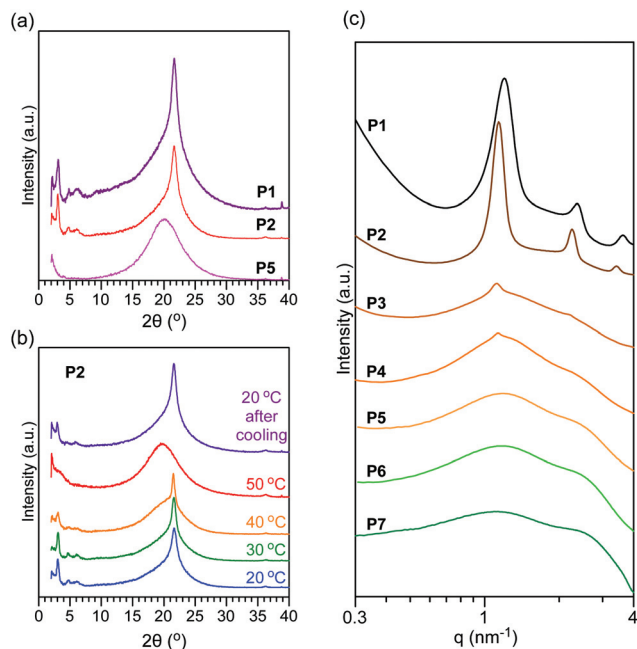 (a)
Intensity (a.u.)
P1
P2
P5
0 5 10 15 20 25 30 35 40
2θ (°)
(b)
P2
Intensity (a.u.)
20 °C
after
cooling
50 °C
40 °C
30 °C
20 °C
0 5 10 15 20 25 30 35 40
2θ (°)
(c)
Intensity (a.u.)
P1
P2
P3
P4
P5
P6
P7
0.3 1 4
q (nm⁻¹)